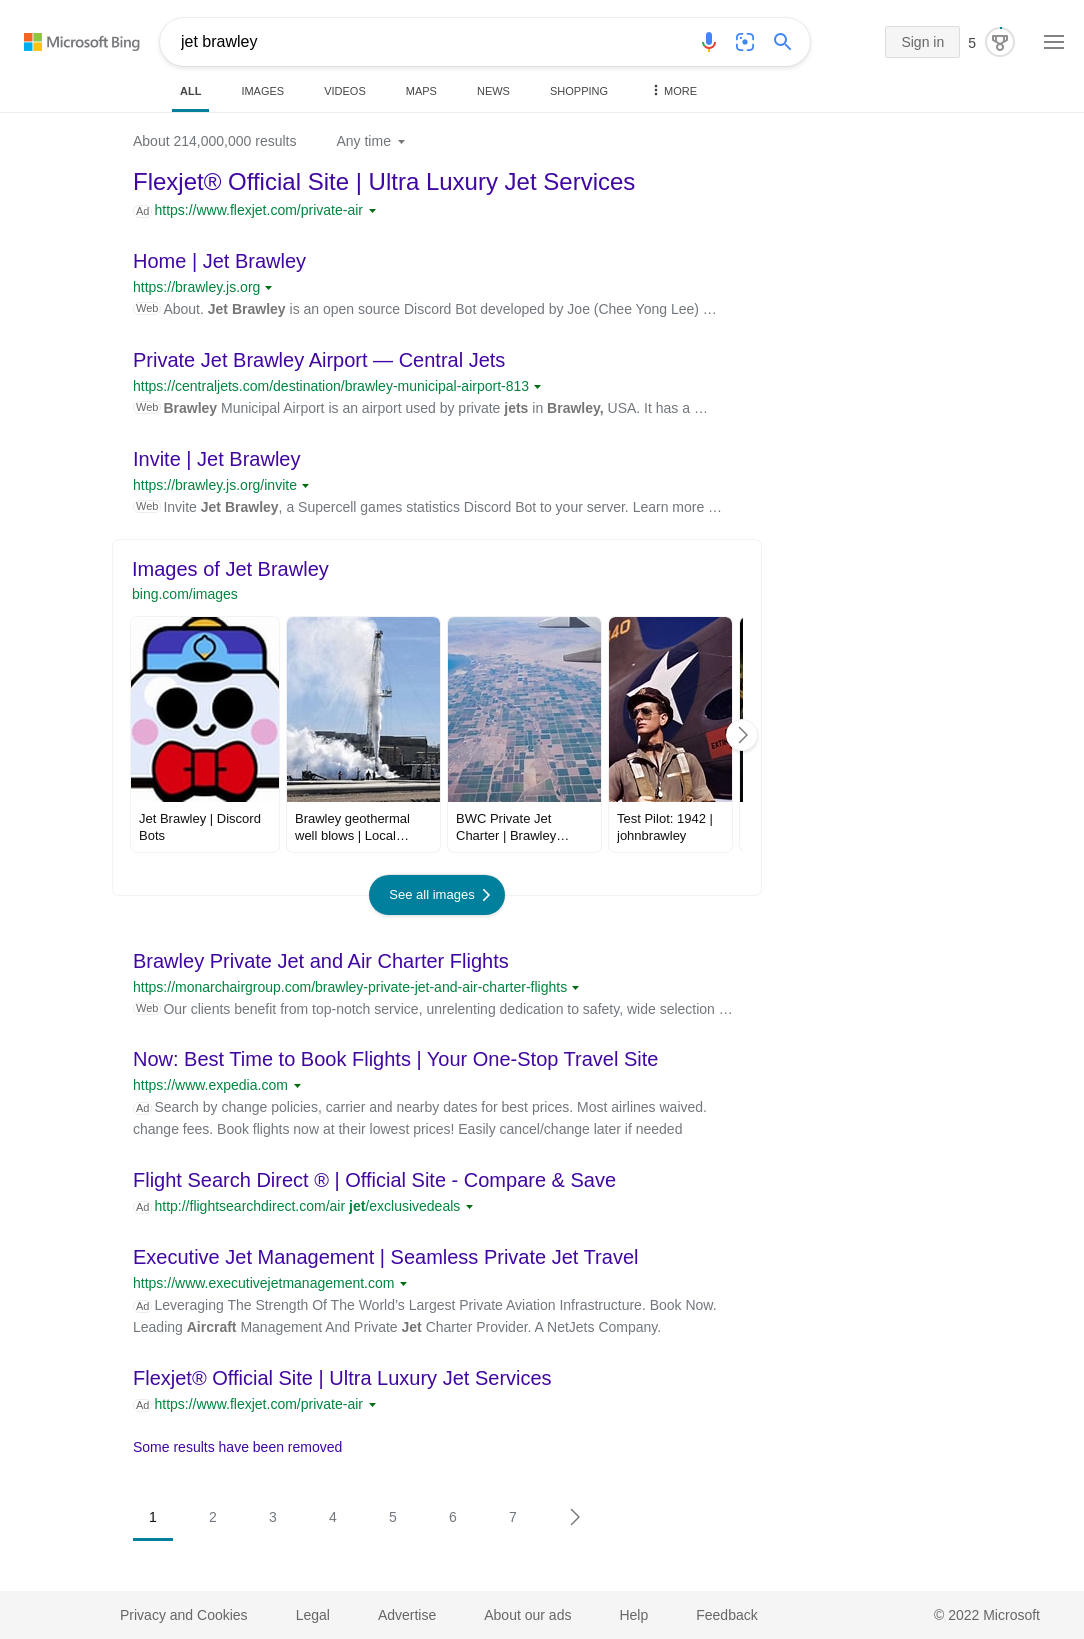 Microsoft Bing
jet brawley
Sign in
5
ALL
IMAGES
VIDEOS
MAPS
NEWS
SHOPPING
MORE
About 214,000,000 results
Any time
Flexjet® Official Site | Ultra Luxury Jet Services
Ad https://www.flexjet.com/private-air
Home | Jet Brawley
https://brawley.js.org
Web About. Jet Brawley is an open source Discord Bot developed by Joe (Chee Yong Lee) …
Private Jet Brawley Airport — Central Jets
https://centraljets.com/destination/brawley-municipal-airport-813
Web Brawley Municipal Airport is an airport used by private jets in Brawley, USA. It has a …
Invite | Jet Brawley
https://brawley.js.org/invite
Web Invite Jet Brawley, a Supercell games statistics Discord Bot to your server. Learn more …
Images of Jet Brawley
bing.com/images
Jet Brawley | Discord
Bots
Brawley geothermal
well blows | Local…
BWC Private Jet
Charter | Brawley…
Test Pilot: 1942 |
johnbrawley
See all images
Brawley Private Jet and Air Charter Flights
https://monarchairgroup.com/brawley-private-jet-and-air-charter-flights
Web Our clients benefit from top-notch service, unrelenting dedication to safety, wide selection …
Now: Best Time to Book Flights | Your One-Stop Travel Site
https://www.expedia.com
Ad Search by change policies, carrier and nearby dates for best prices. Most airlines waived.
change fees. Book flights now at their lowest prices! Easily cancel/change later if needed
Flight Search Direct ® | Official Site - Compare & Save
Ad http://flightsearchdirect.com/air jet/exclusivedeals
Executive Jet Management | Seamless Private Jet Travel
https://www.executivejetmanagement.com
Ad Leveraging The Strength Of The World's Largest Private Aviation Infrastructure. Book Now.
Leading Aircraft Management And Private Jet Charter Provider. A NetJets Company.
Flexjet® Official Site | Ultra Luxury Jet Services
Ad https://www.flexjet.com/private-air
Some results have been removed
1 2 3 4 5 6 7
Privacy and Cookies
Legal
Advertise
About our ads
Help
Feedback
© 2022 Microsoft